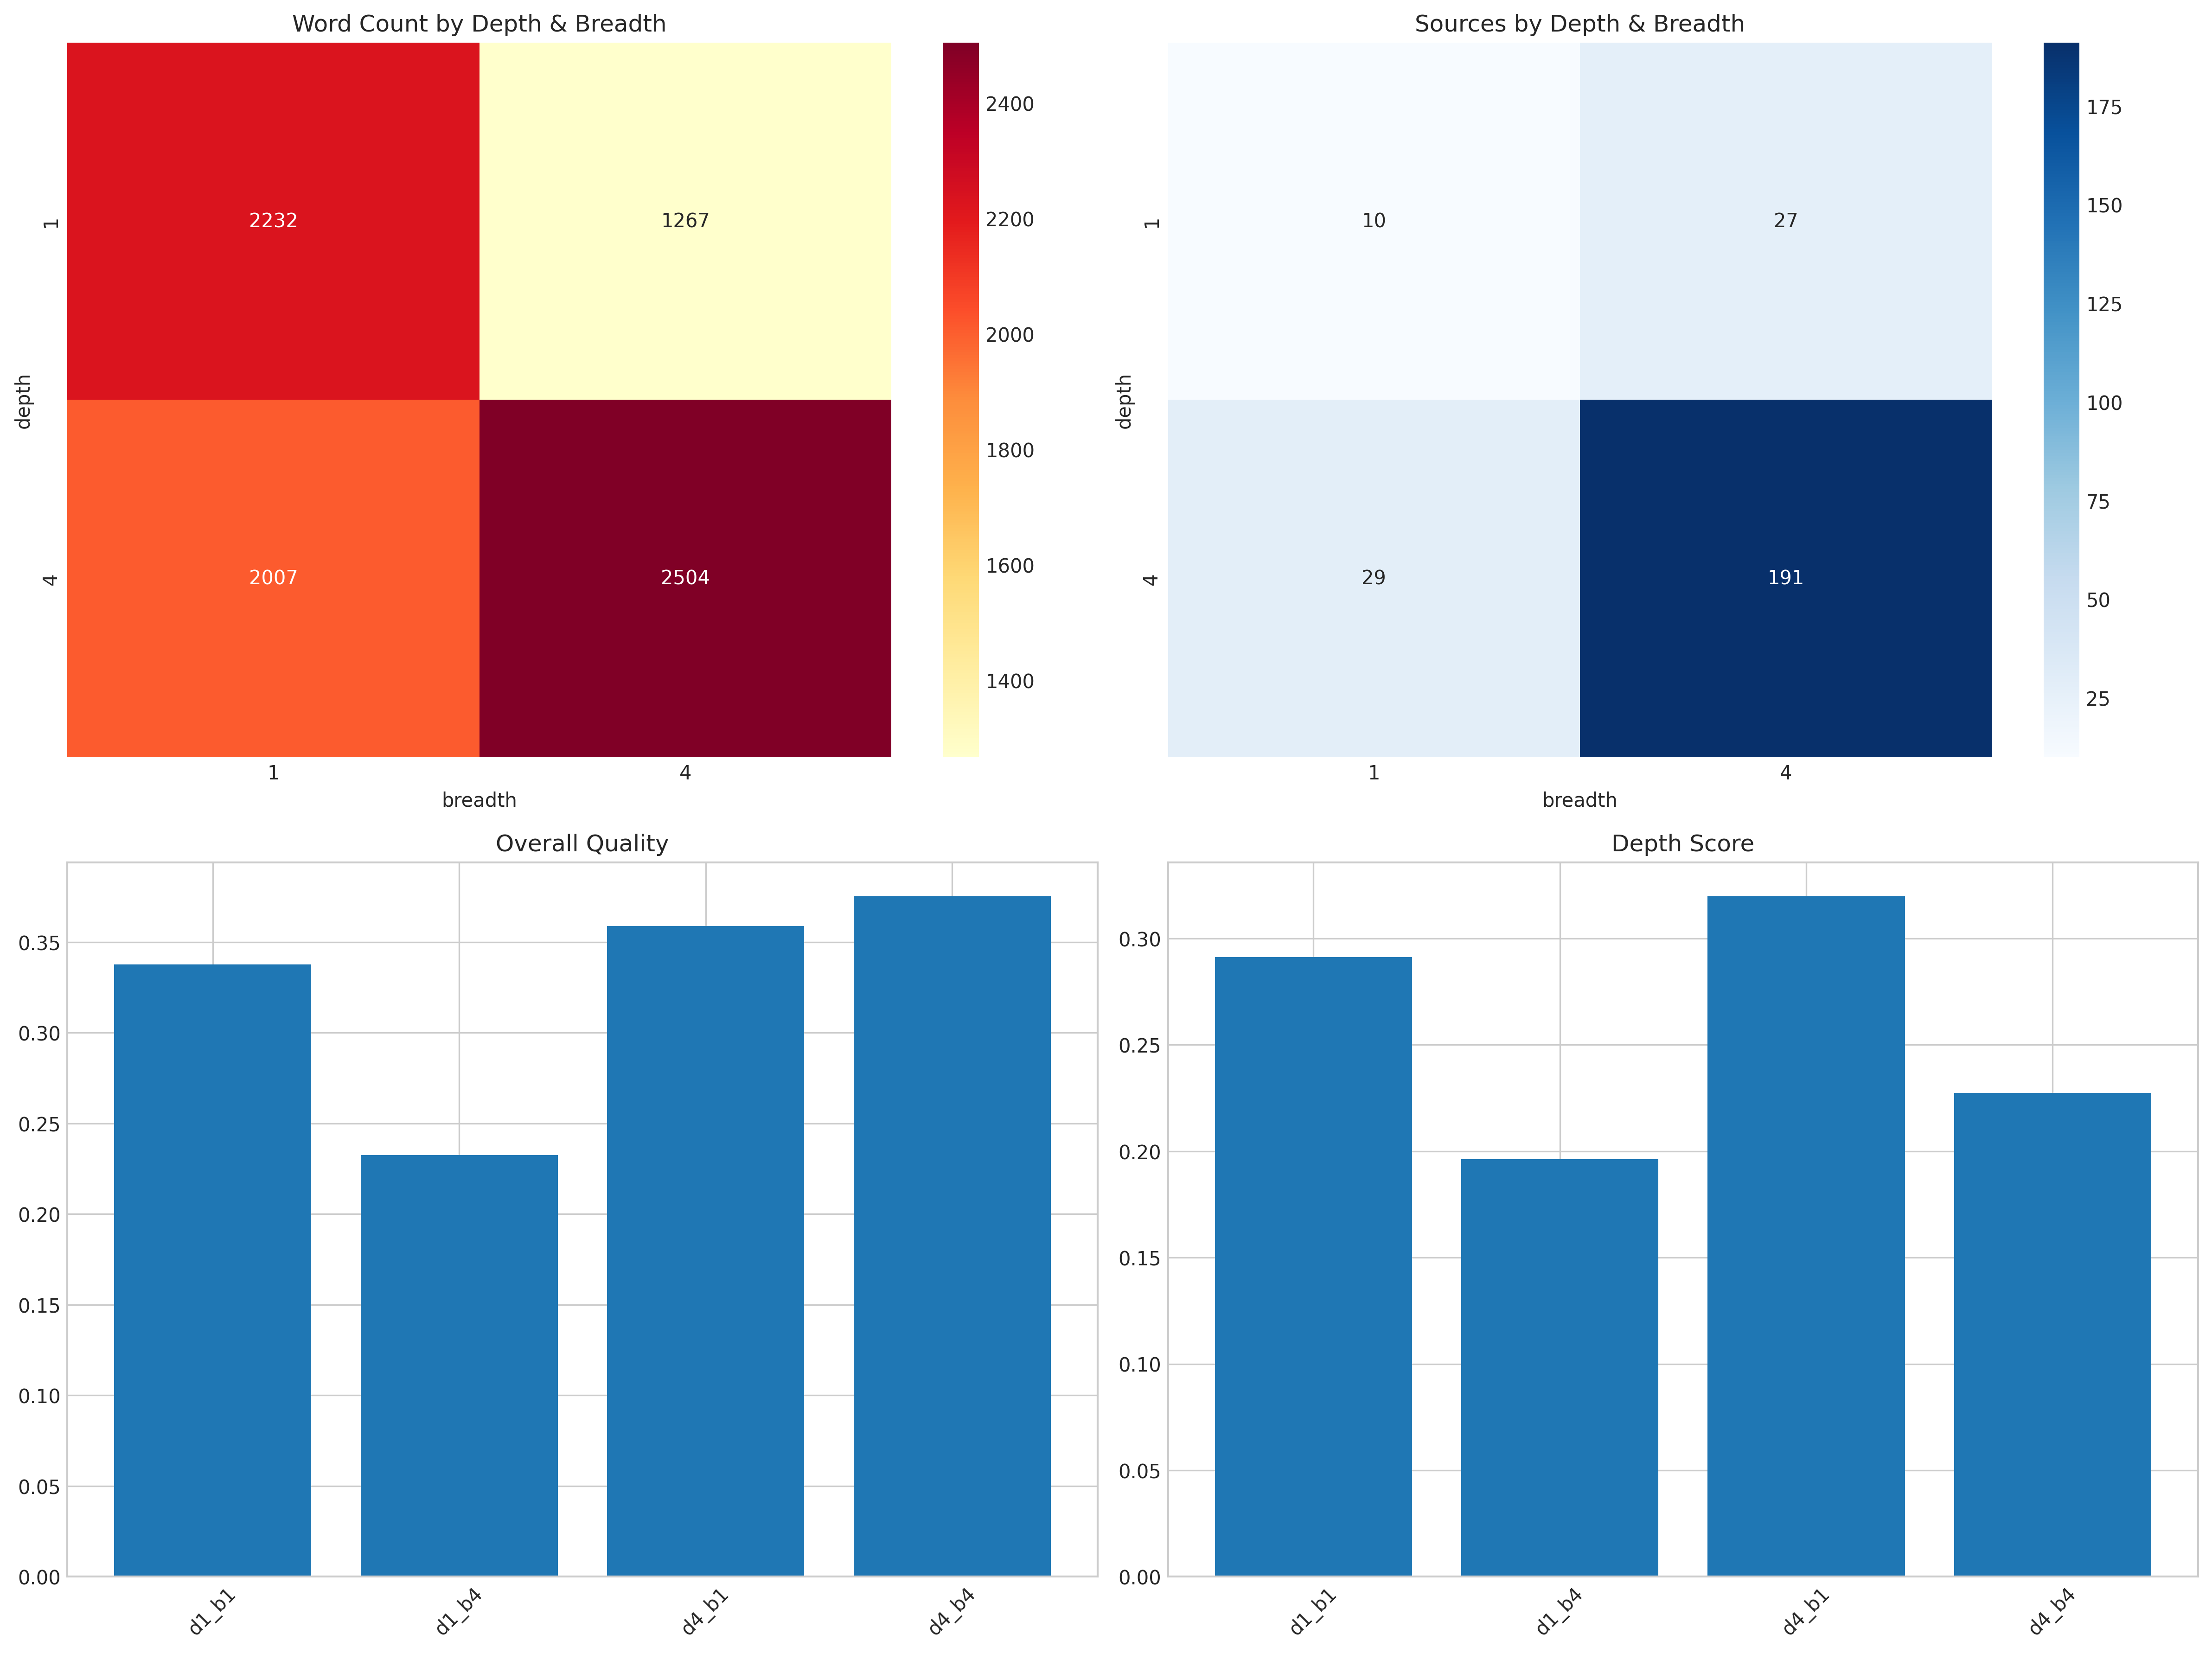 Word Count by Depth & Breadth
2232
1267
2007
2504
1
4
depth
1
4
breadth
2400
2200
2000
1800
1600
1400
Sources by Depth & Breadth
10
27
29
191
1
4
depth
1
4
breadth
175
150
125
100
75
50
25
Overall Quality
0.35
0.30
0.25
0.20
0.15
0.10
0.05
0.00
d1_b1
d1_b4
d4_b1
d4_b4
Depth Score
0.30
0.25
0.20
0.15
0.10
0.05
0.00
d1_b1
d1_b4
d4_b1
d4_b4